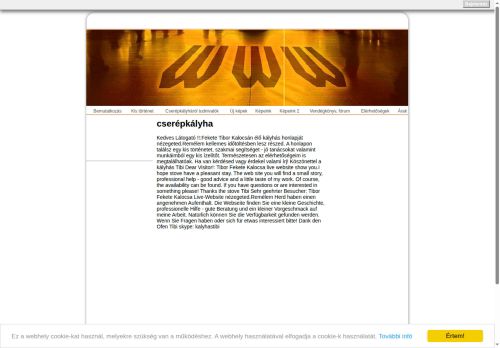 Bejelentés
www
Bemutatkozás Kis történet Cserépkályháról tudnivalók Új képek Képeink Képeink 2 Vendégkönyv, fórum Elérhetőségek Árak
cserépkályha
Kedves Látogató !!!Fekete Tibor Kalocsán élő kályhás honlapját
nézegeted.Remélem kellemes időtöltésben lesz részed. A honlapon
találsz egy kis történetet, szakmai segítséget - jó tanácsokat valamint
munkáimból egy kis ízelítőt. Természetesen az elérhetőségeim is
megtalálhatóak. Ha van kérdésed vagy érdekel valami írj! Köszönettel a
kályhás Tibi Dear Visitor!: Tibor Fekete Kalocsa live website show you.I
hope stove have a pleasant stay. The web site you will find a small story,
professional help - good advice and a little taste of my work. Of course,
the availability can be found. If you have questions or are interested in
something please! Thanks the stove Tibi Sehr geehrter Besucher: Tibor
Fekete Kalocsa Live-Website nézegeted.Remélem Herd haben einen
angenehmen Aufenthalt. Die Webseite finden Sie eine kleine Geschichte,
professionelle Hilfe - gute Beratung und ein kleiner Vorgeschmack auf
meine Arbeit. Natürlich können Sie die Verfügbarkeit gefunden werden.
Wenn Sie Fragen haben oder sich für etwas interessiert bitte! Dank den
Ofen Tibi skype: kalyhastibi
Ez a webhely cookie-kat használ, melyekre szükség van a működéshez. A webhely használatával elfogadja a cookie-k használatát. További infó
Értem!